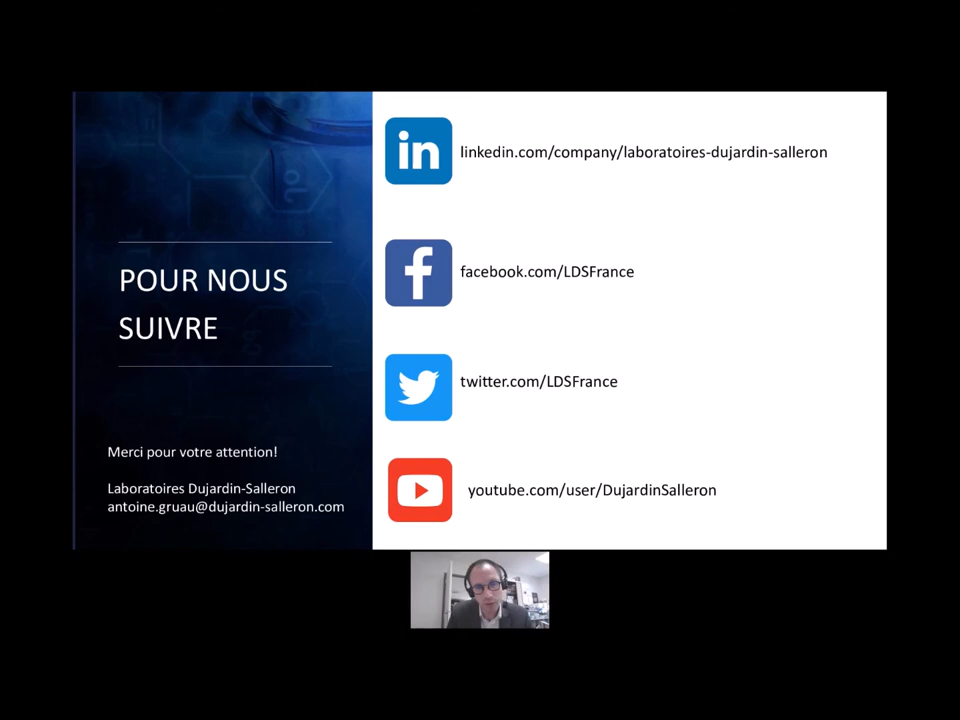 POUR NOUS
SUIVRE
Merci pour votre attention!
Laboratoires Dujardin-Salleron
antoine.gruau@dujardin-salleron.com
in
linkedin.com/company/laboratoires-dujardin-salleron
f
facebook.com/LDSFrance
twitter.com/LDSFrance
youtube.com/user/DujardinSalleron